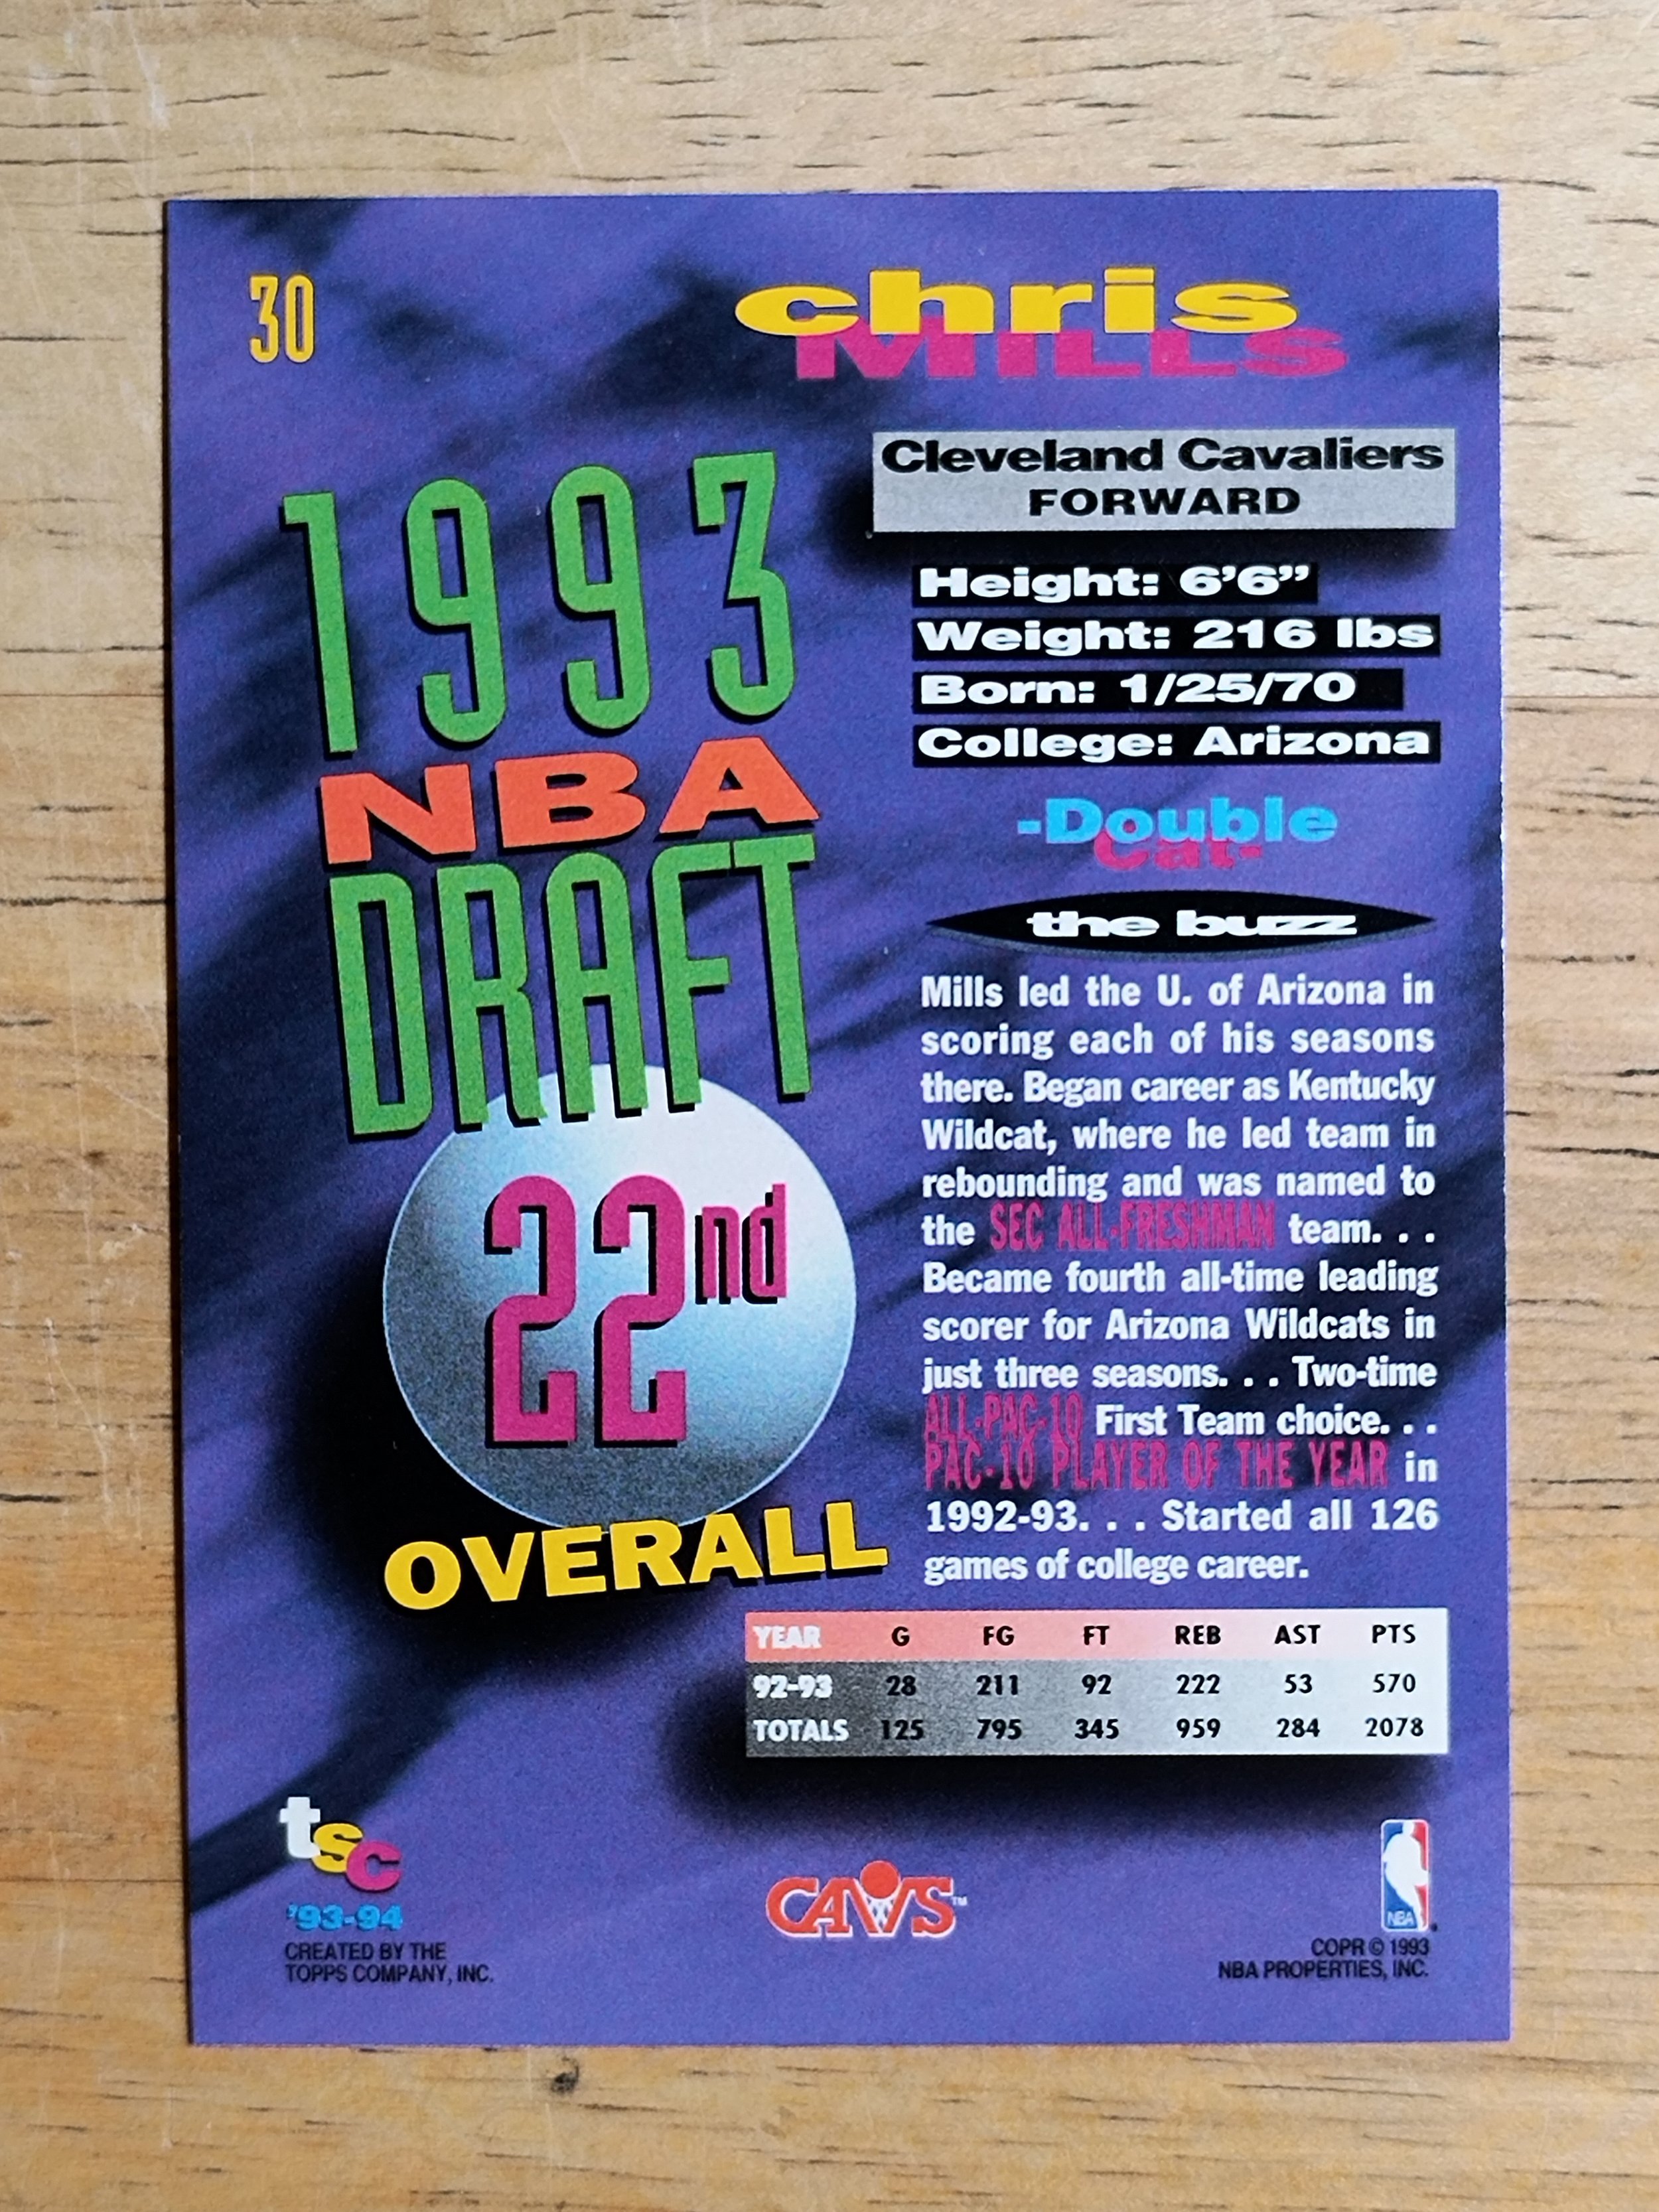 30
chris
MILLS
Cleveland Cavaliers
FORWARD
Height: 6'6"
Weight: 216 lbs
Born: 1/25/70
College: Arizona
-Double
Cat-
the buzz
Mills led the U. of Arizona in
scoring each of his seasons
there. Began career as Kentucky
Wildcat, where he led team in
rebounding and was named to
the SEC ALL-FRESHMAN team. . .
Became fourth all-time leading
scorer for Arizona Wildcats in
just three seasons. . . Two-time
ALL-PAC-10 First Team choice. . .
PAC-10 PLAYER OF THE YEAR in
1992-93. . . Started all 126
games of college career.
1993
NBA
DRAFT
22nd
OVERALL
YEAR G FG FT REB AST PTS
92-93 28 211 92 222 53 570
TOTALS 125 795 345 959 284 2078
tsc
'93-94
CREATED BY THE
TOPPS COMPANY, INC.
CAVS™
NBA
COPR © 1993
NBA PROPERTIES, INC.